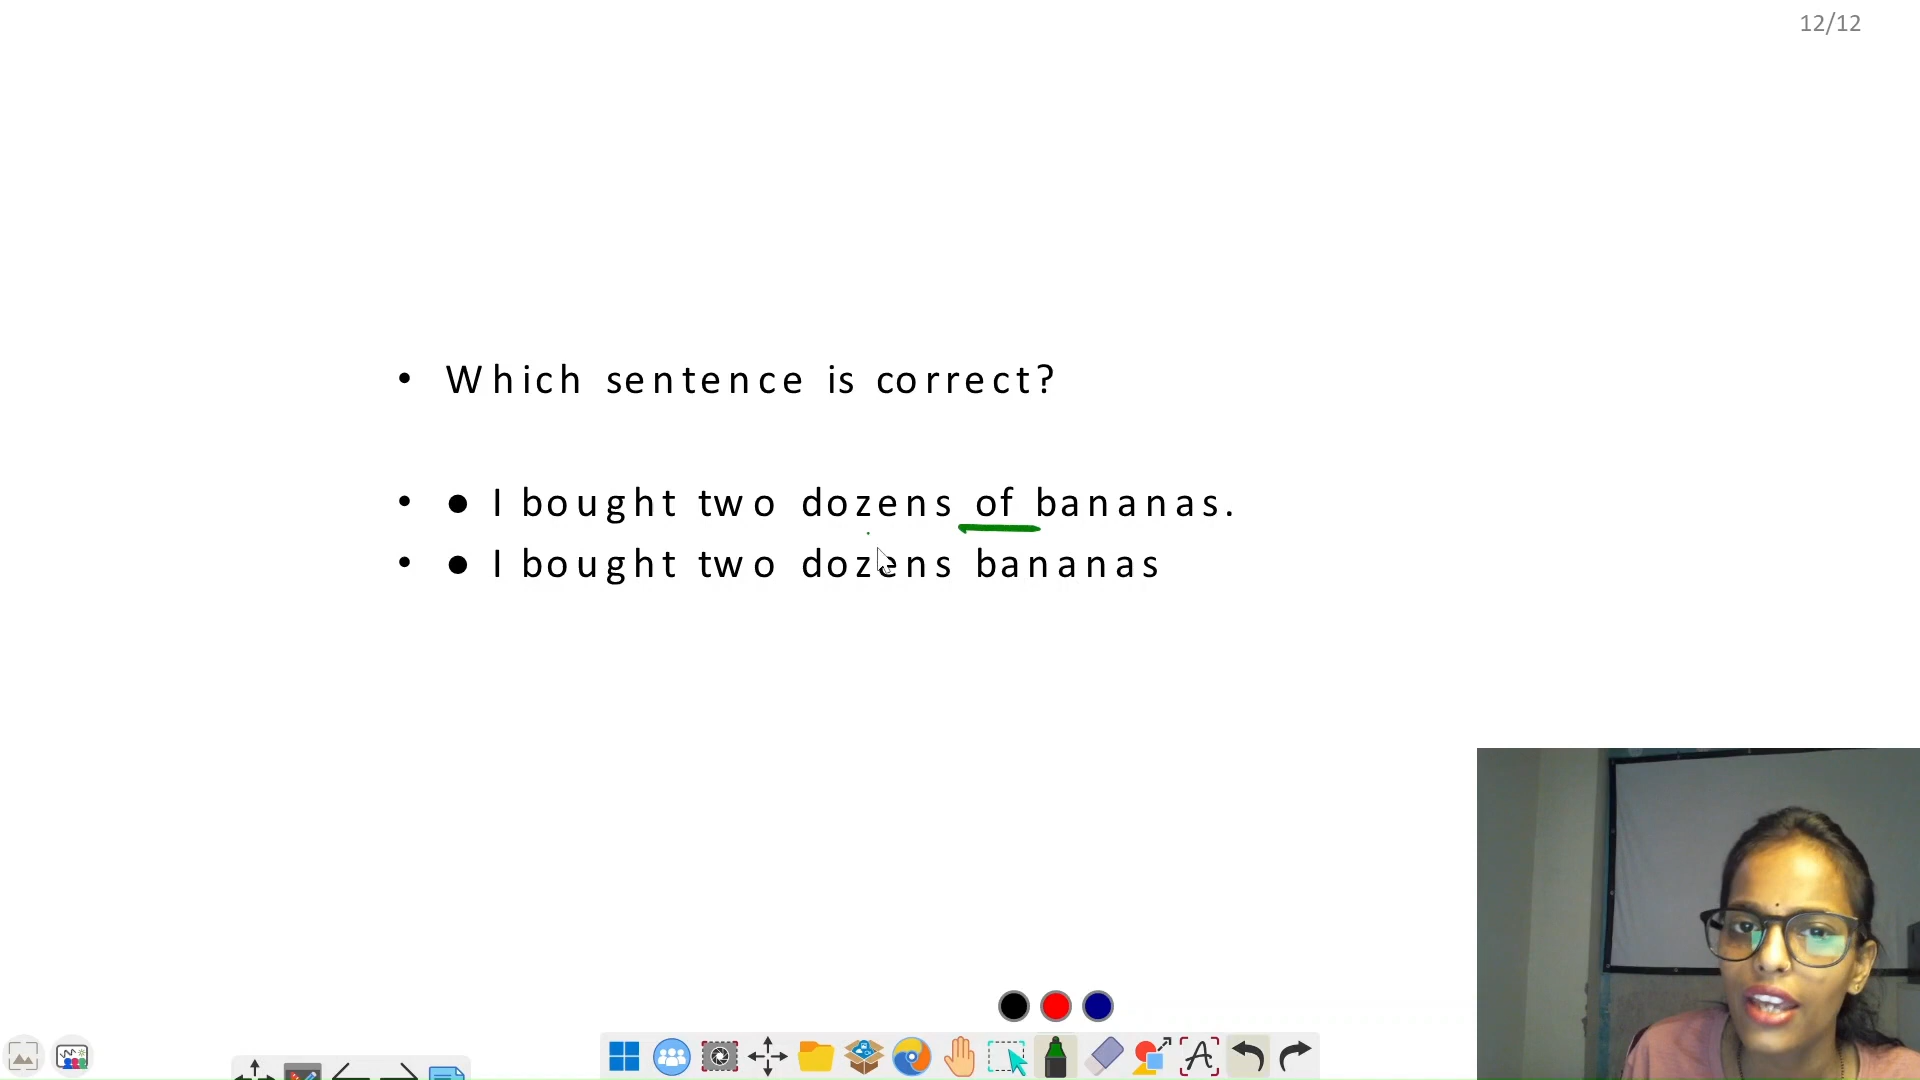 12/12
• Which sentence is correct?
• ● I bought two dozens of bananas.
• ● I bought two dozens bananas